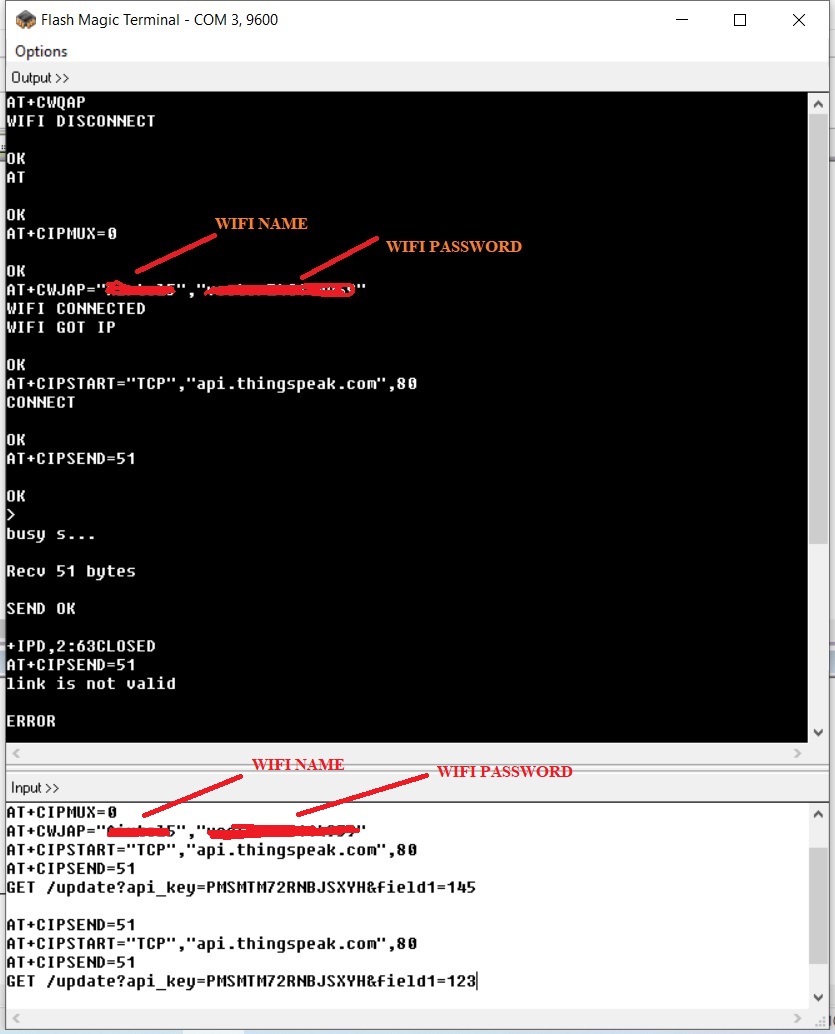 Flash Magic Terminal - COM 3, 9600
Options
Output >>
AT+CWQAP
WIFI DISCONNECT
OK
AT
OK
AT+CIPMUX=0
WIFI NAME
WIFI PASSWORD
OK
AT+CWJAP="
WIFI CONNECTED
WIFI GOT IP
OK
AT+CIPSTART="TCP","api.thingspeak.com",80
CONNECT
OK
AT+CIPSEND=51
OK
>
busy s...
Recv 51 bytes
SEND OK
+IPD,2:63CLOSED
AT+CIPSEND=51
link is not valid
ERROR
WIFI NAME
WIFI PASSWORD
Input >>
AT+CIPMUX=0
AT+CWJAP="
AT+CIPSTART="TCP","api.thingspeak.com",80
AT+CIPSEND=51
GET /update?api_key=PMSMTM72RNBJSXYH&field1=145
AT+CIPSEND=51
AT+CIPSTART="TCP","api.thingspeak.com",80
AT+CIPSEND=51
GET /update?api_key=PMSMTM72RNBJSXYH&field1=123